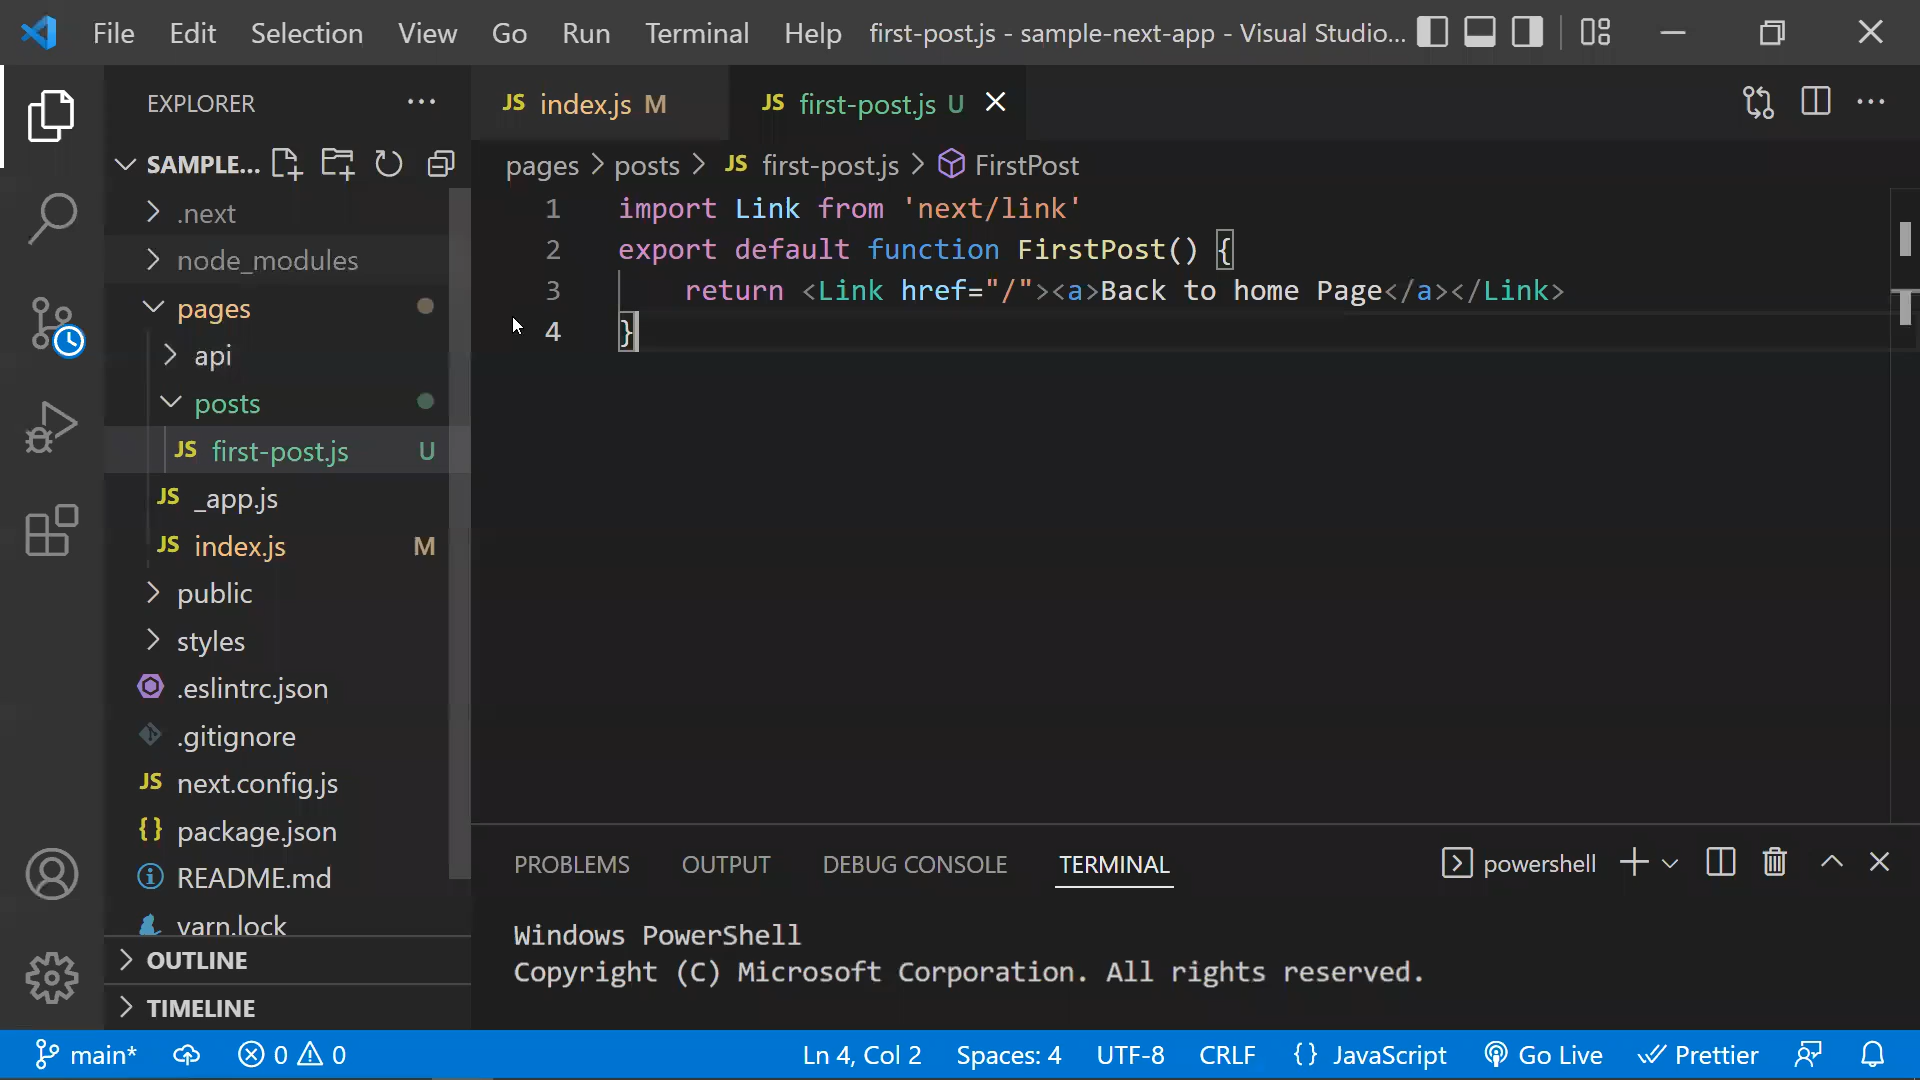 File Edit Selection View Go Run Terminal Help first-post.js - sample-next-app - Visual Studio...
EXPLORER ...
SAMPLE...
.next
node_modules
pages
api
posts
JS first-post.js U
JS _app.js
JS index.js M
public
styles
.eslintrc.json
.gitignore
JS next.config.js
{} package.json
README.md
yarn.lock
OUTLINE
TIMELINE
JS index.js M JS first-post.js U
pages > posts > JS first-post.js > FirstPost
1 import Link from 'next/link'
2 export default function FirstPost() {
3 return <Link href="/"><a>Back to home Page</a></Link>
4 }
PROBLEMS OUTPUT DEBUG CONSOLE TERMINAL powershell
Windows PowerShell
Copyright (C) Microsoft Corporation. All rights reserved.
main* 0 0 Ln 4, Col 2 Spaces: 4 UTF-8 CRLF {} JavaScript Go Live Prettier